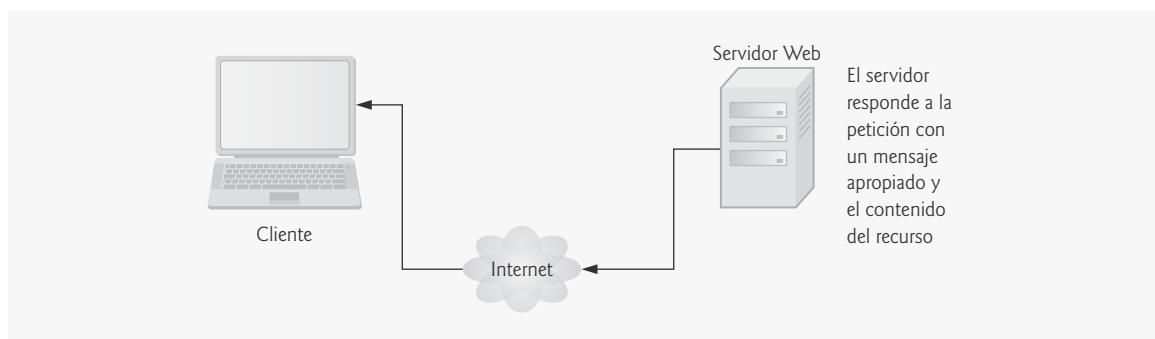 Servidor Web
El servidor
responde a la
petición con
un mensaje
apropiado y
el contenido
del recurso
Cliente
Internet